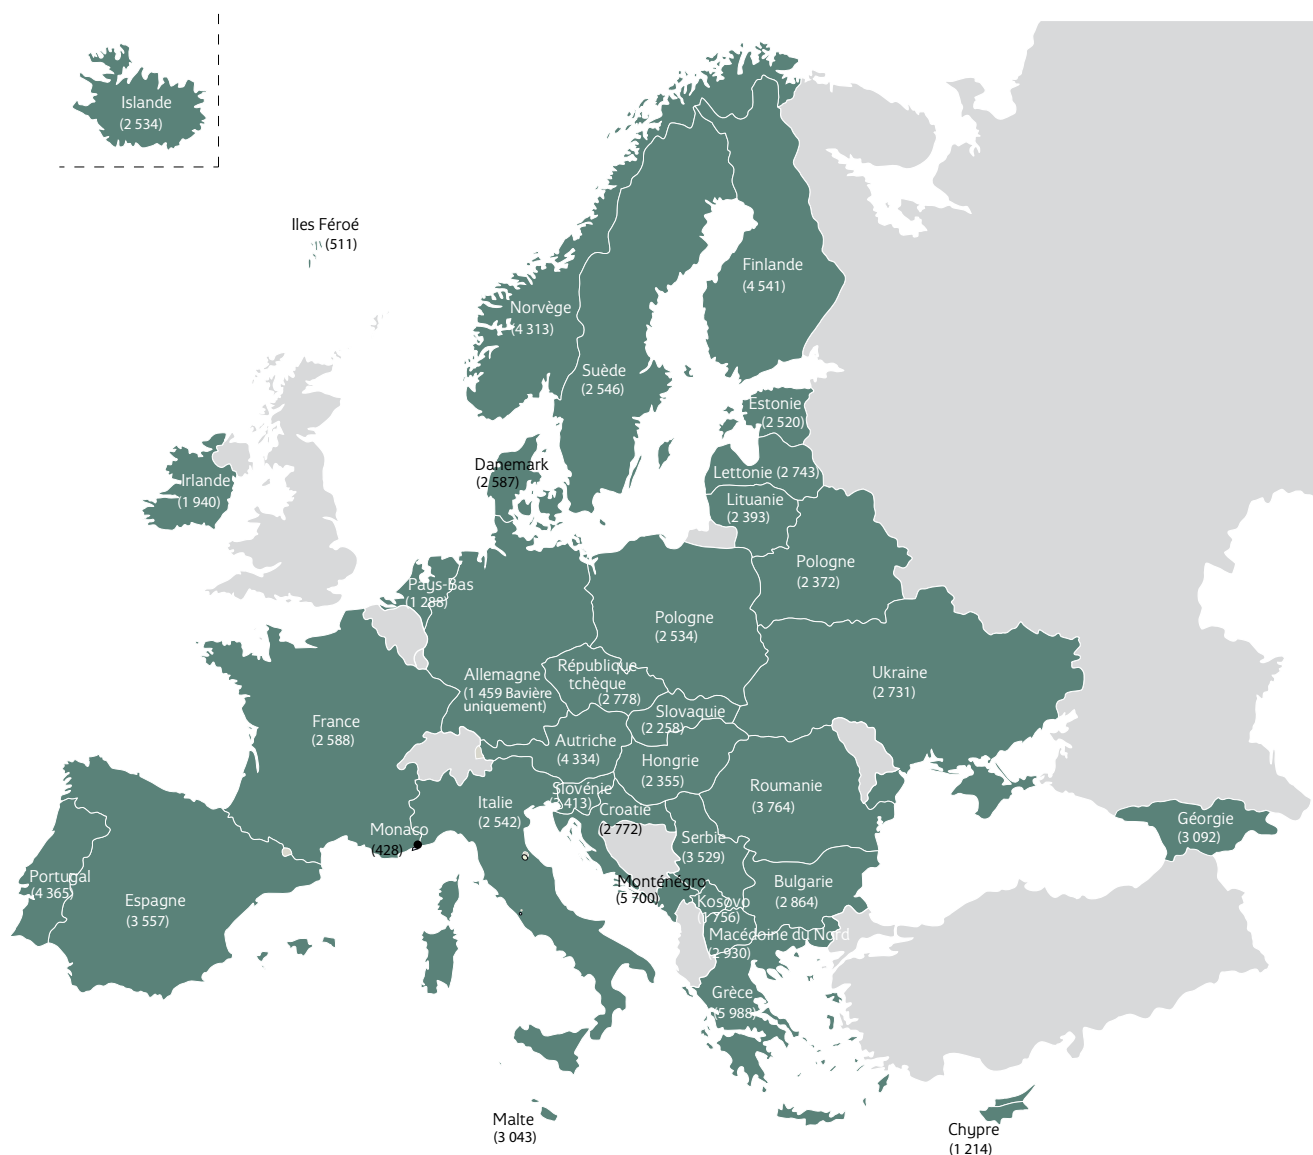 Islande
(2 534)
Iles Féroé
(511)
Finlande
(4 541)
Norvège
(4 313)
Suède
(2 546)
Estonie
(2 520)
Danemark
(2 587)
Lettonie (2 743)
Irlande
(1 940)
Lituanie
(2 393)
Pologne
(2 372)
Pays-Bas
(1 288)
Pologne
(2 534)
Allemagne
(1 459 Bavière
uniquement)
République
tchèque
(2 778)
Ukraine
(2 731)
Slovaquie
(2 258)
France
(2 588)
Autriche
(4 334)
Hongrie
(2 355)
Roumanie
(3 764)
Slovénie
(3 413)
Italie
(2 542)
Croatie
(2 772)
Géorgie
(3 092)
Monaco
(428)
Serbie
(3 529)
Portugal
(4 365)
Espagne
(3 557)
Monténégro
(5 700)
Bulgarie
(2 864)
Kosovo
(1 756)
Macédoine du Nord
(2 930)
Grèce
(5 988)
Malte
(3 043)
Chypre
(1 214)